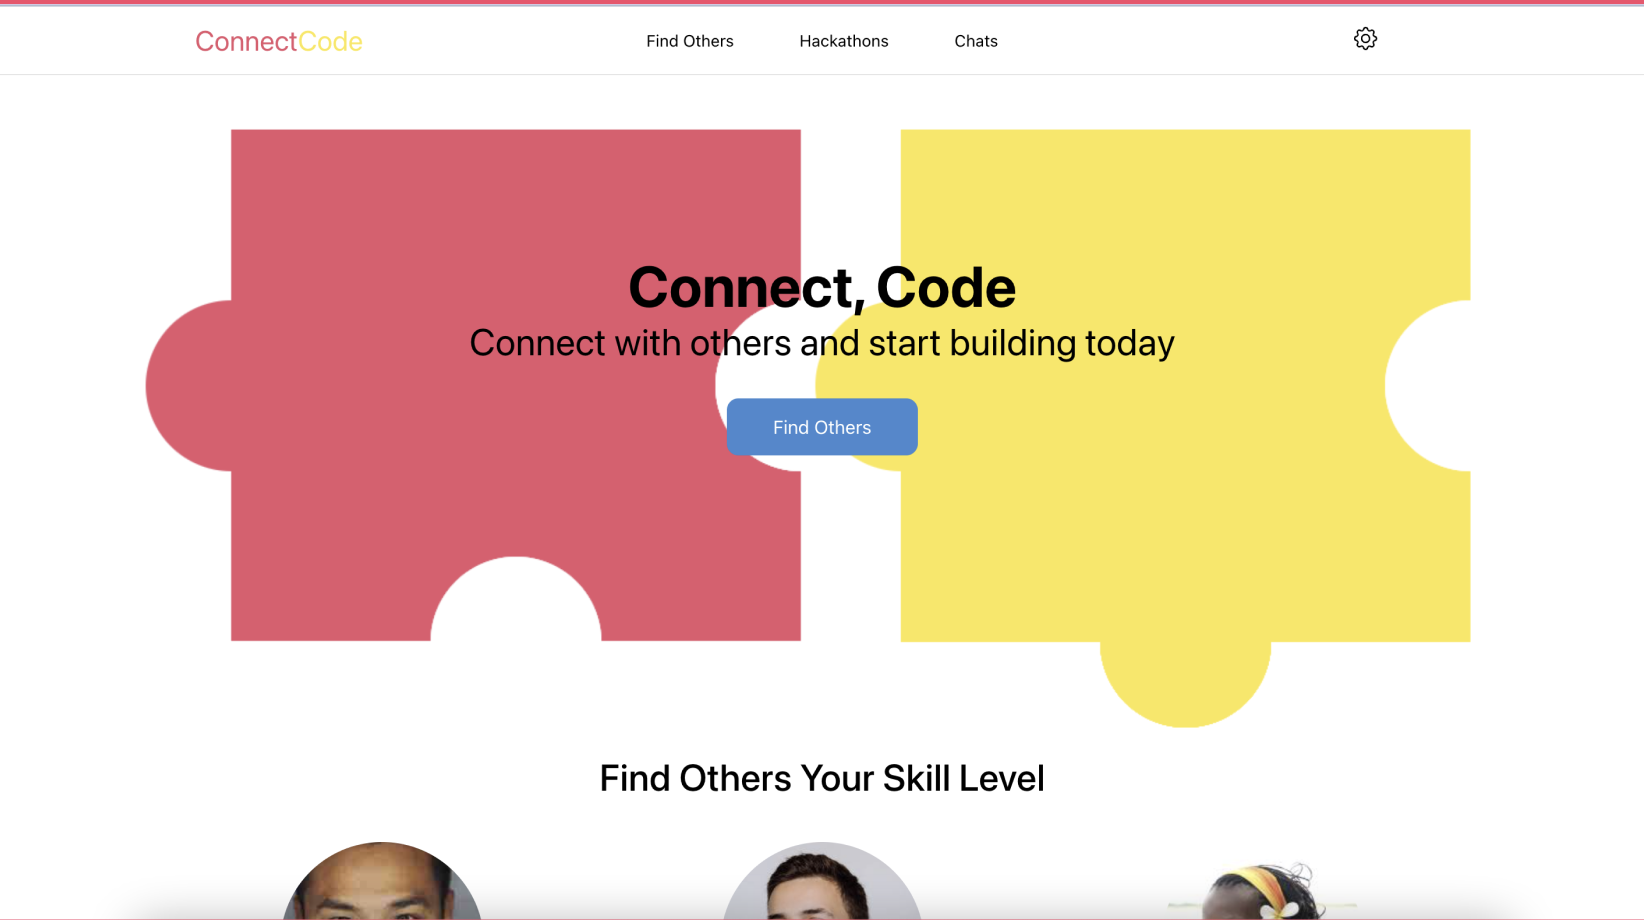 ConnectCode
Find Others
Hackathons
Chats
Connect, Code
Connect with others and start building today
Find Others
Find Others Your Skill Level